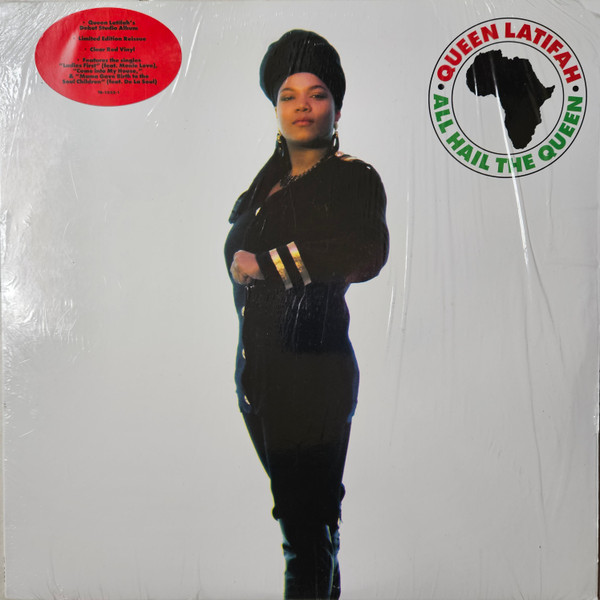 • Queen Latifah's
Debut Studio Album
• Limited Edition Reissue
• Clear Red Vinyl
• Features the singles
"Ladies First" (feat. Monie Love),
"Come Into My House,"
& "Mama Gave Birth to the
Soul Children" (feat. De La Soul)
• QUEEN LATIFAH •
ALL HAIL THE QUEEN